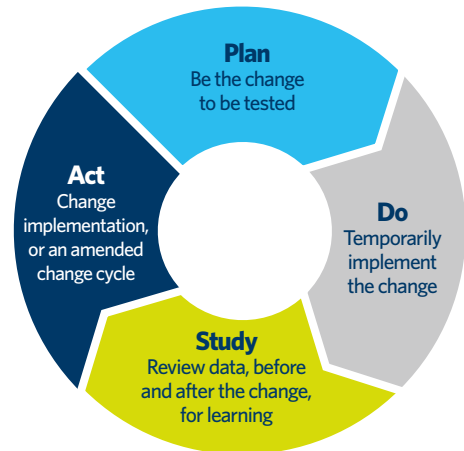 Plan
Be the change
to be tested
Do
Temporarily
implement
the change
Study
Review data, before
and after the change,
for learning
Act
Change
implementation,
or an amended
change cycle